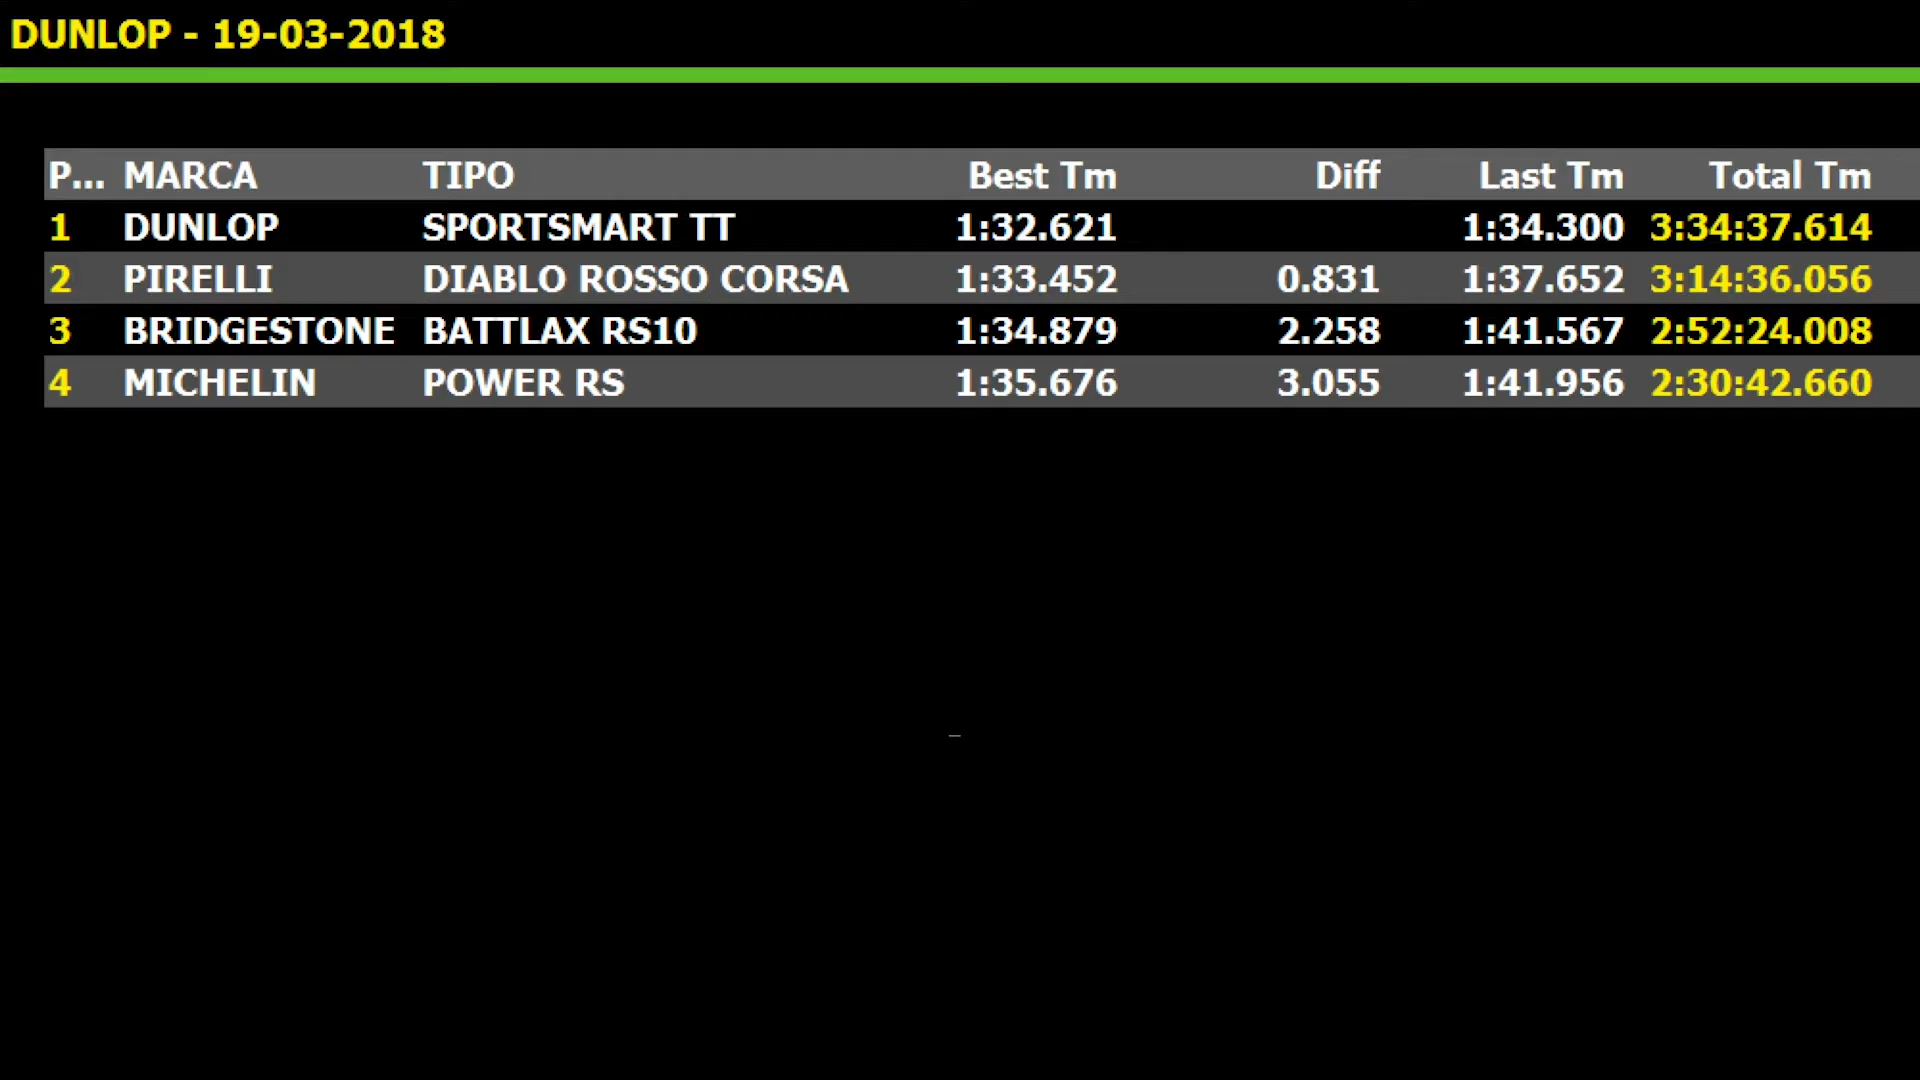 DUNLOP - 19-03-2018
P... MARCA TIPO Best Tm Diff Last Tm Total Tm
1 DUNLOP SPORTSMART TT 1:32.621 1:34.300 3:34:37.614
2 PIRELLI DIABLO ROSSO CORSA 1:33.452 0.831 1:37.652 3:14:36.056
3 BRIDGESTONE BATTLAX RS10 1:34.879 2.258 1:41.567 2:52:24.008
4 MICHELIN POWER RS 1:35.676 3.055 1:41.956 2:30:42.660